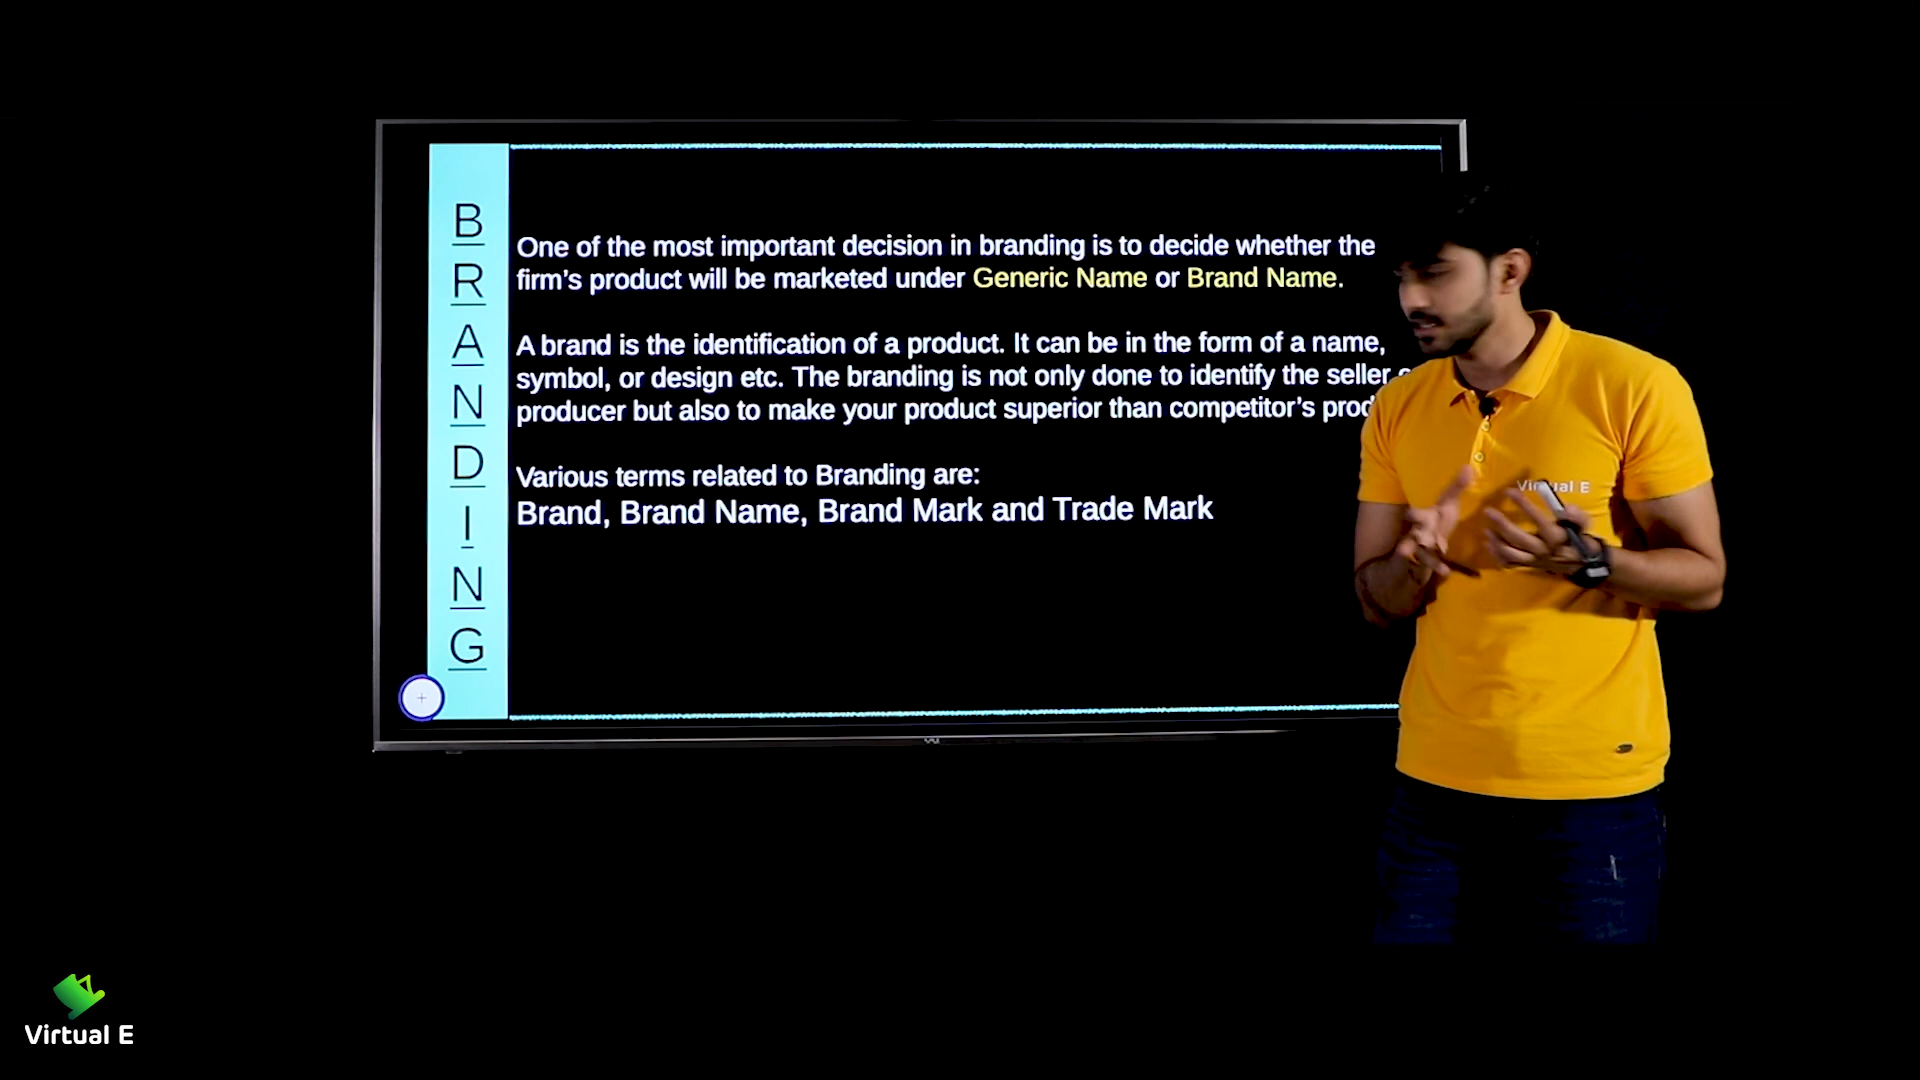 BRANDING
One of the most important decision in branding is to decide whether the
firm's product will be marketed under Generic Name or Brand Name.
A brand is the identification of a product. It can be in the form of a name,
symbol, or design etc. The branding is not only done to identify the seller
producer but also to make your product superior than competitor's
Various terms related to Branding are:
Brand, Brand Name, Brand Mark and Trade Mark
Virtual E
Virtual E